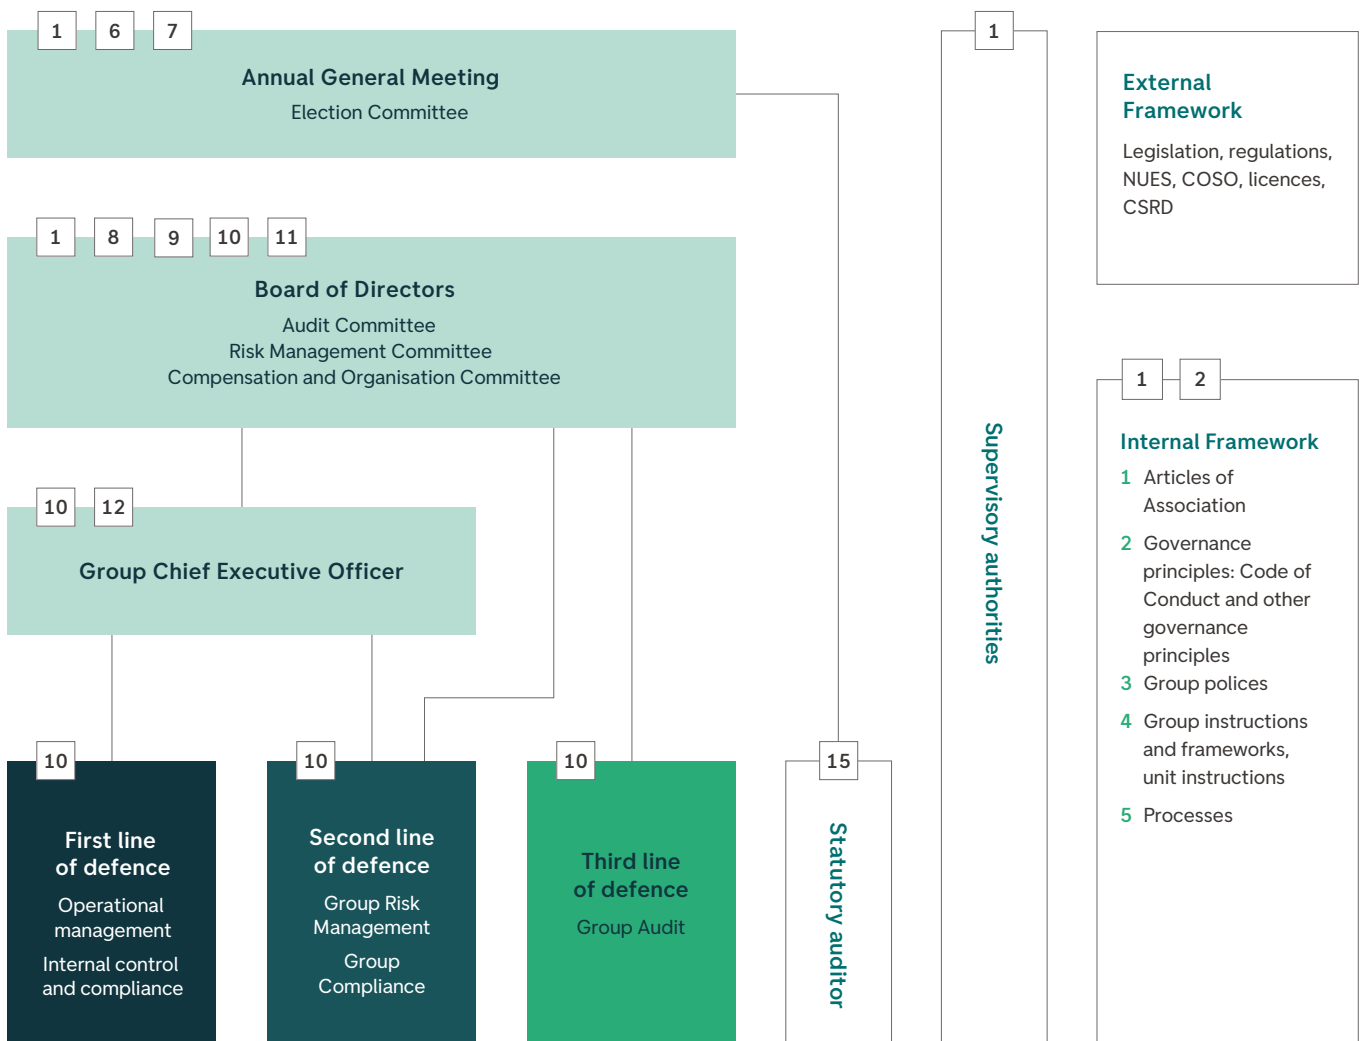 1 6 7
Annual General Meeting
Election Committee
1 8 9 10 11
Board of Directors
Audit Committee
Risk Management Committee
Compensation and Organisation Committee
10 12
Group Chief Executive Officer
10
First line
of defence
Operational
management
Internal control
and compliance
10
Second line
of defence
Group Risk
Management
Group
Compliance
10
Third line
of defence
Group Audit
15
Statutory auditor
1
Supervisory authorities
External
Framework
Legislation, regulations,
NUES, COSO, licences,
CSRD
1 2
Internal Framework
1 Articles of
Association
2 Governance
principles: Code of
Conduct and other
governance
principles
3 Group polices
4 Group instructions
and frameworks,
unit instructions
5 Processes